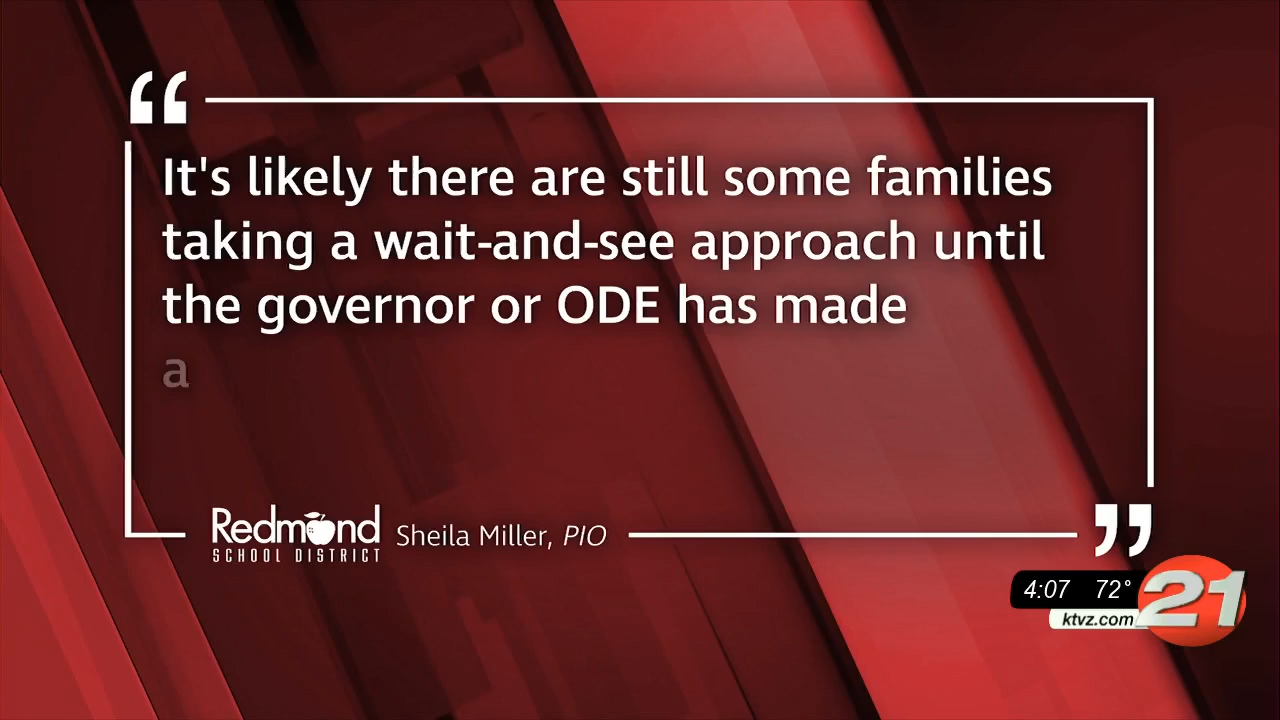 “
It's likely there are still some families
taking a wait-and-see approach until
the governor or ODE has made
a
Redmond
SCHOOL DISTRICT
Sheila Miller, PIO
”
4:07 72°
21
ktvz.com